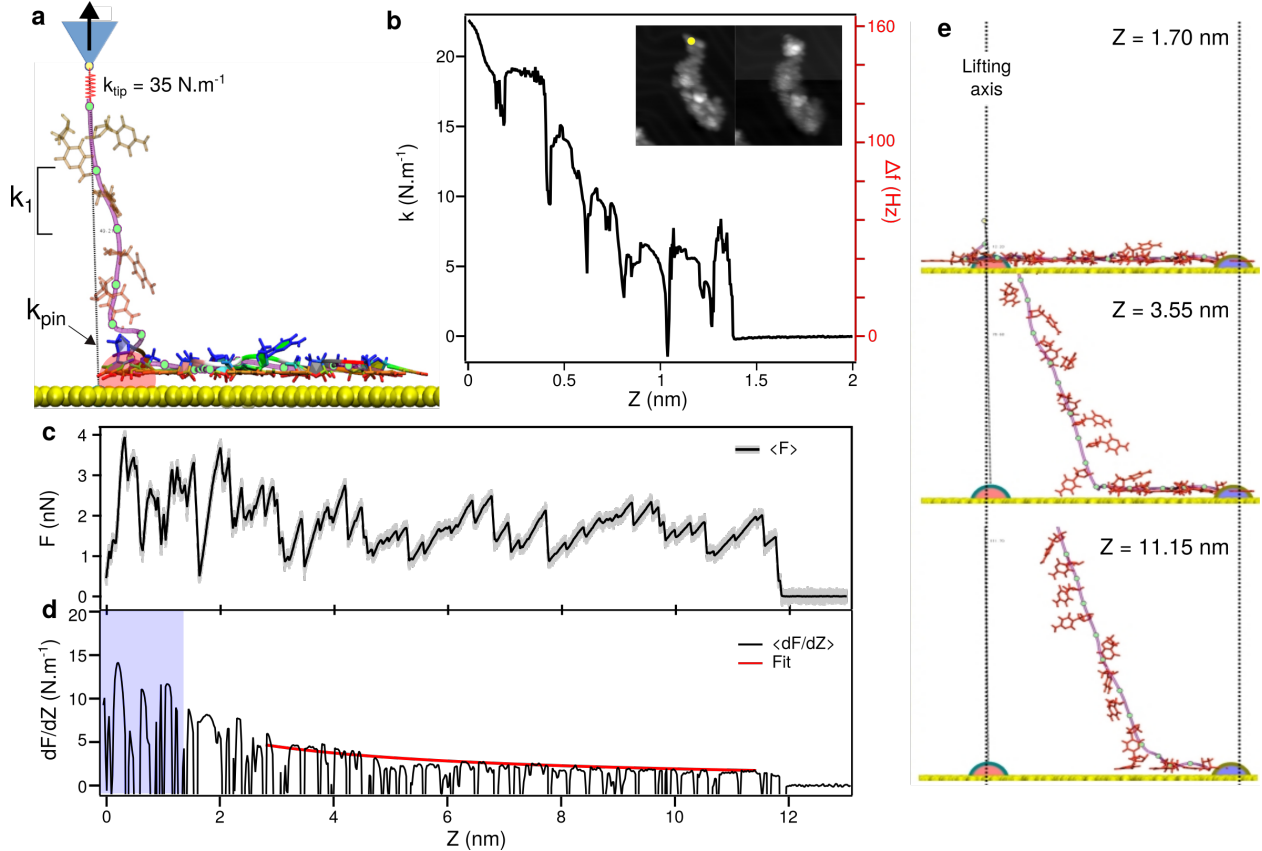 a
k_tip = 35 N.m⁻¹
k₁
k_pin
b
20
15
10
5
0
k (N.m⁻¹)
160
100
0
Δf (Hz)
0
0.5
1
1.5
2
Z (nm)
c
4
3
2
1
0
F (nN)
<F>
d
20
15
10
5
0
dF/dZ (N.m⁻¹)
<dF/dZ>
Fit
0
2
4
6
8
10
12
Z (nm)
e
Z = 1.70 nm
Lifting
axis
Z = 3.55 nm
Z = 11.15 nm